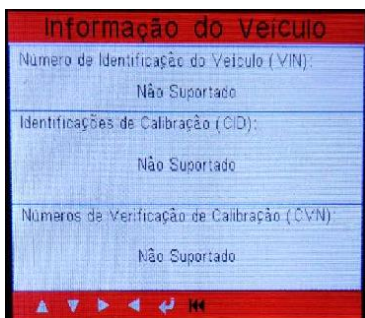 Informação do Veículo
Número de Identificação do Veículo (VIN):
Não Suportado
Identificações de Calibração (CID):
Não Suportado
Números de Verificação de Calibração (CVN):
Não Suportado